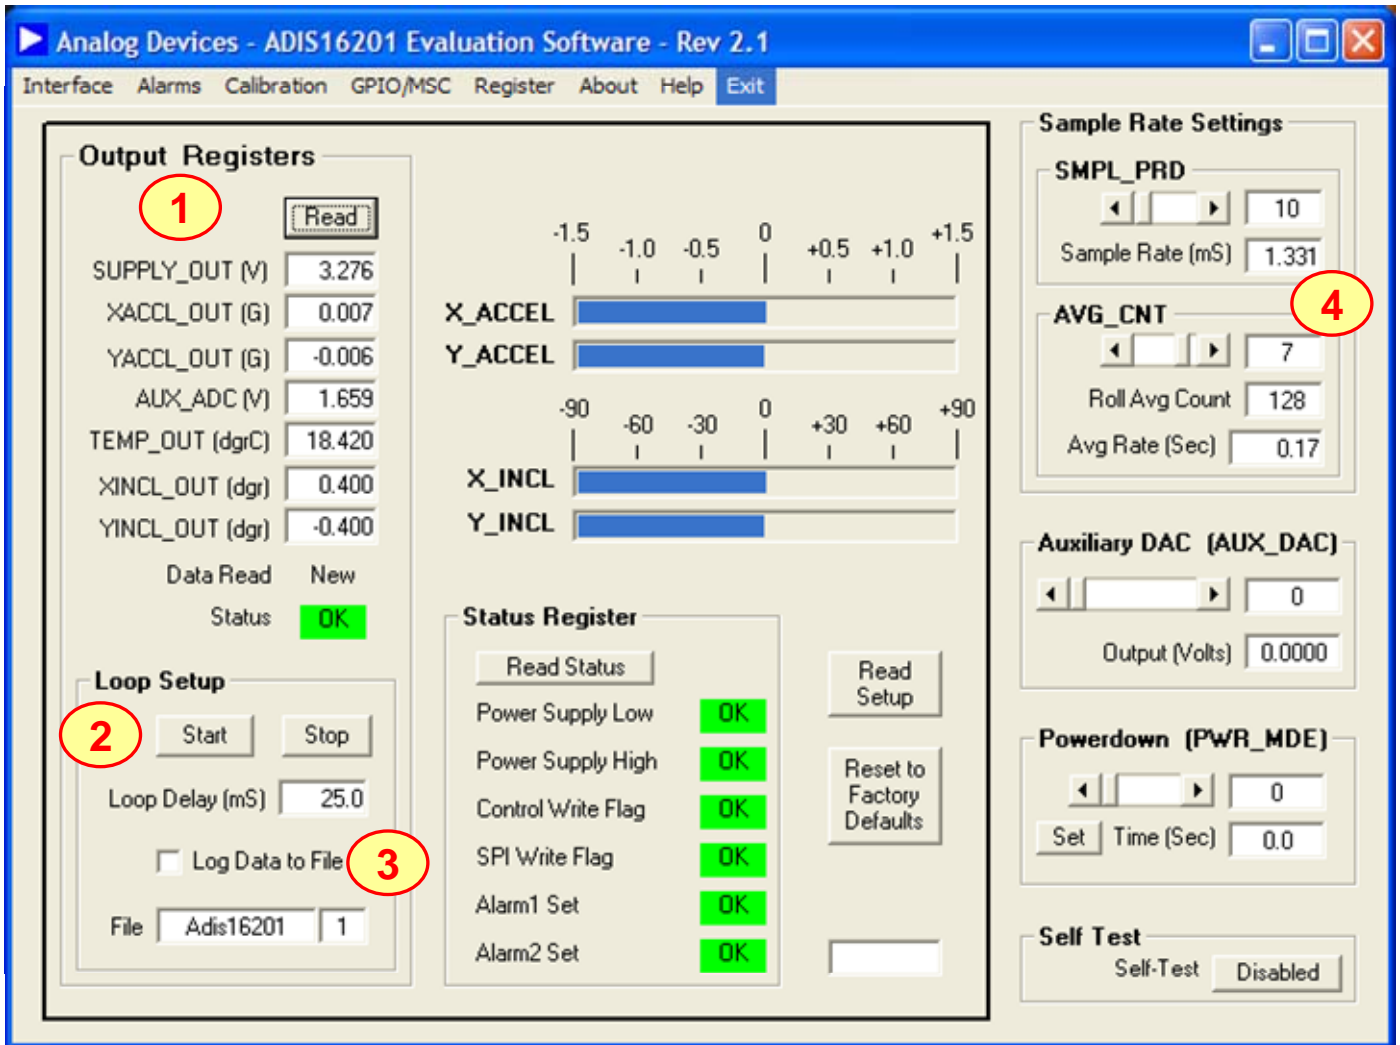 Analog Devices - ADIS16201 Evaluation Software - Rev 2.1
Interface Alarms Calibration GPIO/MSC Register About Help Exit
Output Registers
1
Read
SUPPLY_OUT (V) 3.276
XACCL_OUT (G) 0.007
YACCL_OUT (G) -0.006
AUX_ADC (V) 1.659
TEMP_OUT (dgrC) 18.420
XINCL_OUT (dgr) 0.400
YINCL_OUT (dgr) -0.400
Data Read New
Status OK
Loop Setup
2
Start Stop
Loop Delay (mS) 25.0
Log Data to File
3
File Adis16201 1
-1.5 -1.0 -0.5 0 +0.5 +1.0 +1.5
X_ACCEL
Y_ACCEL
-90 -60 -30 0 +30 +60 +90
X_INCL
Y_INCL
Status Register
Read Status
Power Supply Low OK
Power Supply High OK
Control Write Flag OK
SPI Write Flag OK
Alarm1 Set OK
Alarm2 Set OK
Read
Setup
Reset to
Factory
Defaults
Sample Rate Settings
SMPL_PRD
10
Sample Rate (mS) 1.331
4
AVG_CNT
7
Roll Avg Count 128
Avg Rate (Sec) 0.17
Auxiliary DAC (AUX_DAC)
0
Output (Volts) 0.0000
Powerdown (PWR_MDE)
0
Set Time (Sec) 0.0
Self Test
Self-Test Disabled